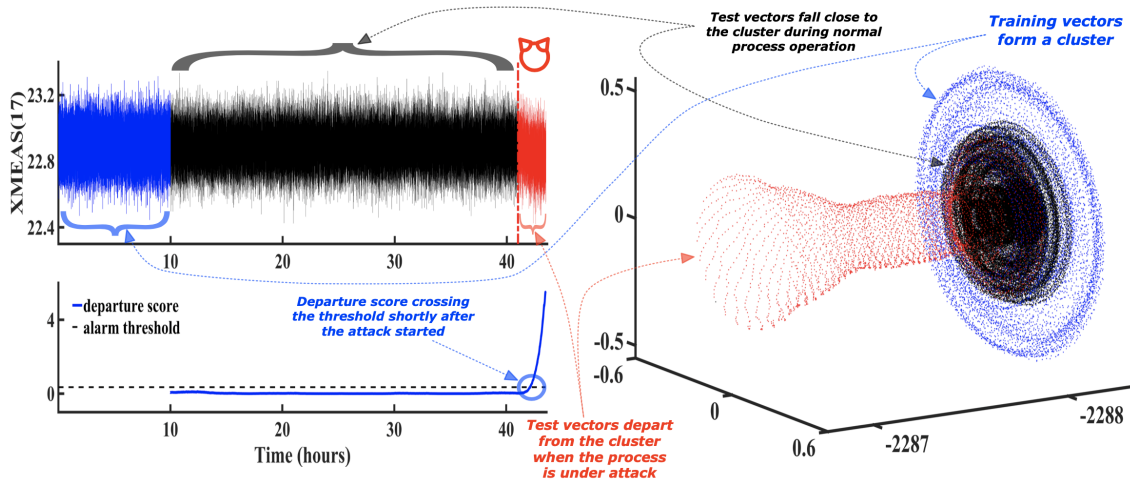 Test vectors fall close to
the cluster during normal
process operation
Training vectors
form a cluster
XMEAS(17)
23.2
22.8
22.4
10
20
30
40
departure score
alarm threshold
Departure score crossing
the threshold shortly after
the attack started
4
0
10
20
30
40
Time (hours)
Test vectors depart
from the cluster
when the process
is under attack
0.5
0
-0.5
-0.6
0
0.6
-2287
-2288